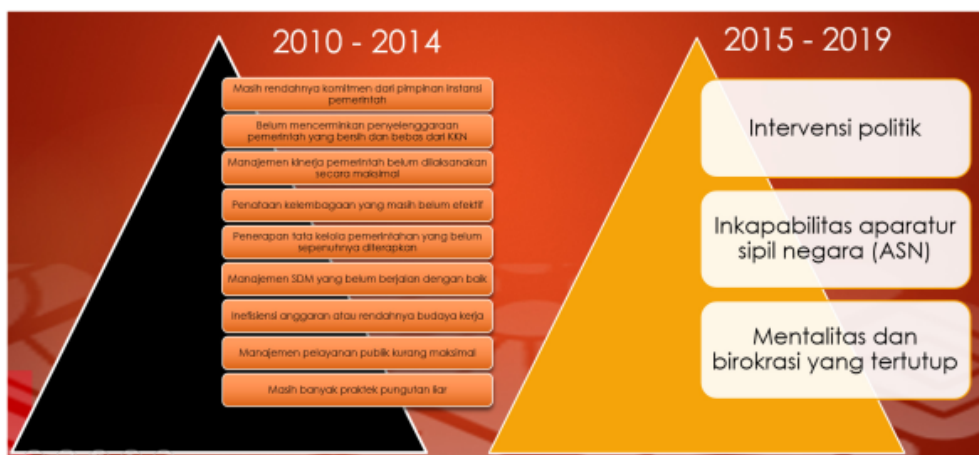 2010 - 2014
Masih rendahnya komitmen dari pimpinan instansi
pemerintah
Belum mencerminkan penyelenggaraan
pemerintah yang bersih dan bebas dari KKN
Manajemen kinerja pemerintah belum dilaksanakan
secara maksimal
Penataan kelembagaan yang masih belum efektif
Penerapan tata kelola pemerintahan yang belum
sepenuhnya diterapkan
Manajemen SDM yang belum berjalan dengan baik
Inefisiensi anggaran atau rendahnya budaya kerja
Manajemen pelayanan publik kurang maksimal
Masih banyak praktek pungutan liar
2015 - 2019
Intervensi politik
Inkapabilitas aparatur
sipil negara (ASN)
Mentalitas dan
birokrasi yang tertutup